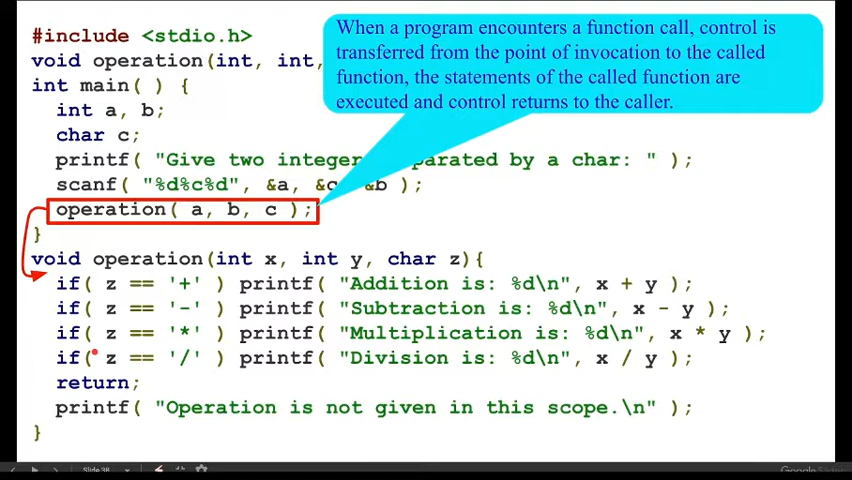 #include <stdio.h>
void operation(int, int,
int main( ) {
int a, b;
char c;
printf( "Give two integer parated by a char: " );
scanf( "%d%c%d", &a, &c &b );
operation( a, b, c );
}
void operation(int x, int y, char z){
if( z == '+' ) printf( "Addition is: %d\n", x + y );
if( z == '-' ) printf( "Subtraction is: %d\n", x - y );
if( z == '*' ) printf( "Multiplication is: %d\n", x * y );
if( z == '/' ) printf( "Division is: %d\n", x / y );
return;
printf( "Operation is not given in this scope.\n" );
}
When a program encounters a function call, control is
transferred from the point of invocation to the called
function, the statements of the called function are
executed and control returns to the caller.
Slide 38
Google Slides